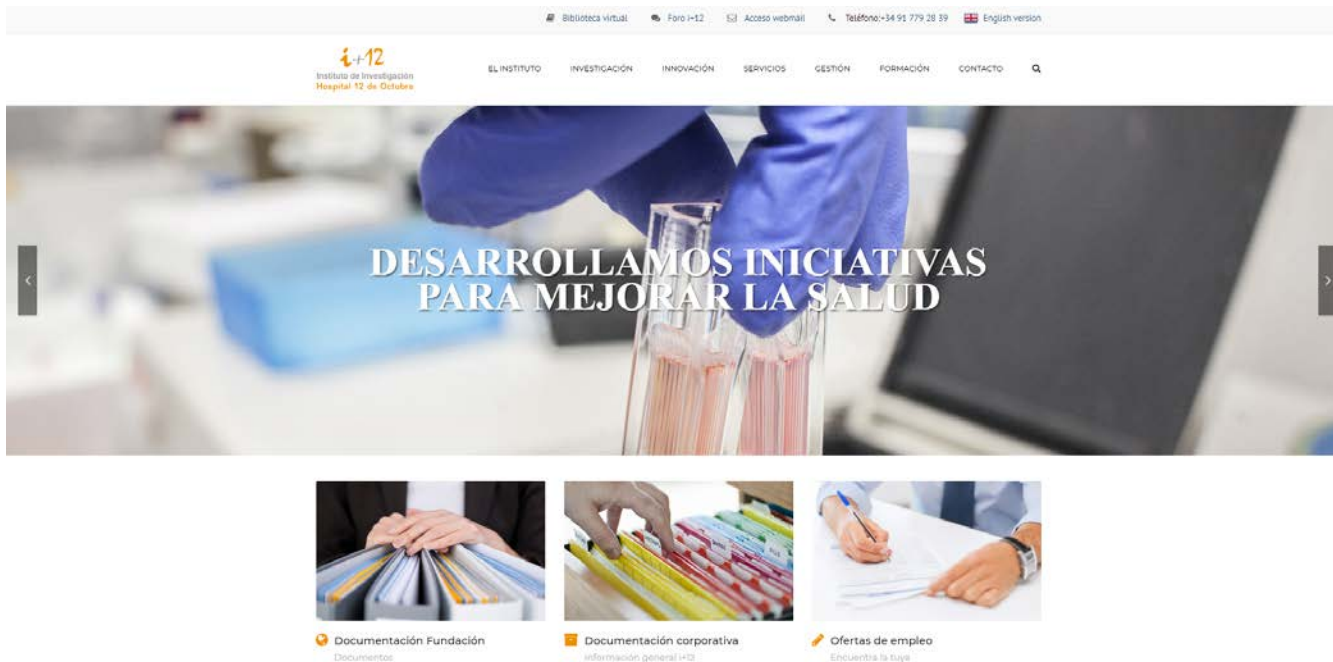 Biblioteca virtual
Foro i+12
Acceso webmail
Teléfono:+34 91 779 28 39
English version
i+12
Instituto de Investigación
Hospital 12 de Octubre
EL INSTITUTO
INVESTIGACIÓN
INNOVACIÓN
SERVICIOS
GESTIÓN
FORMACIÓN
CONTACTO
DESARROLLAMOS INICIATIVAS
PARA MEJORAR LA SALUD
Documentación Fundación
Documentos
Documentación corporativa
Información general i+12
Ofertas de empleo
Encuentra la tuya